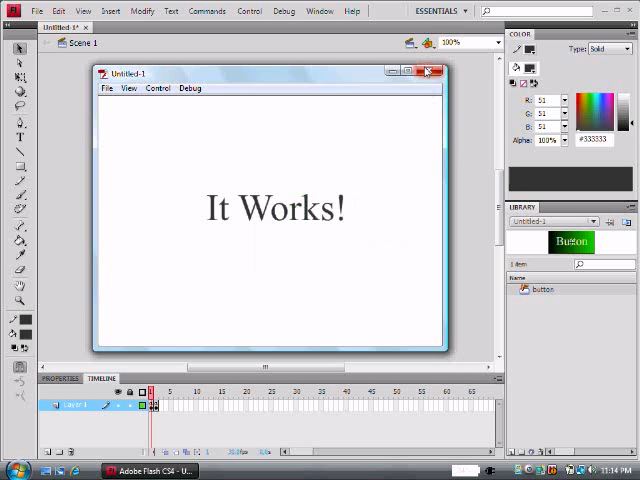 Fl File Edit View Insert Modify Text Commands Control Debug Window Help ESSENTIALS
Untitled-1*
Scene 1
100%
Untitled-1
File View Control Debug
It Works!
COLOR
Type: Solid
R: 51
G: 51
B: 51
Alpha: 100%
#333333
LIBRARY
Untitled-1
Button
1 item
Name
button
PROPERTIES TIMELINE
1 5 10 15 20 25 30 35 40 45 50 55 60 65
Layer 1
1
Adobe Flash CS4 - U...
11:14 PM